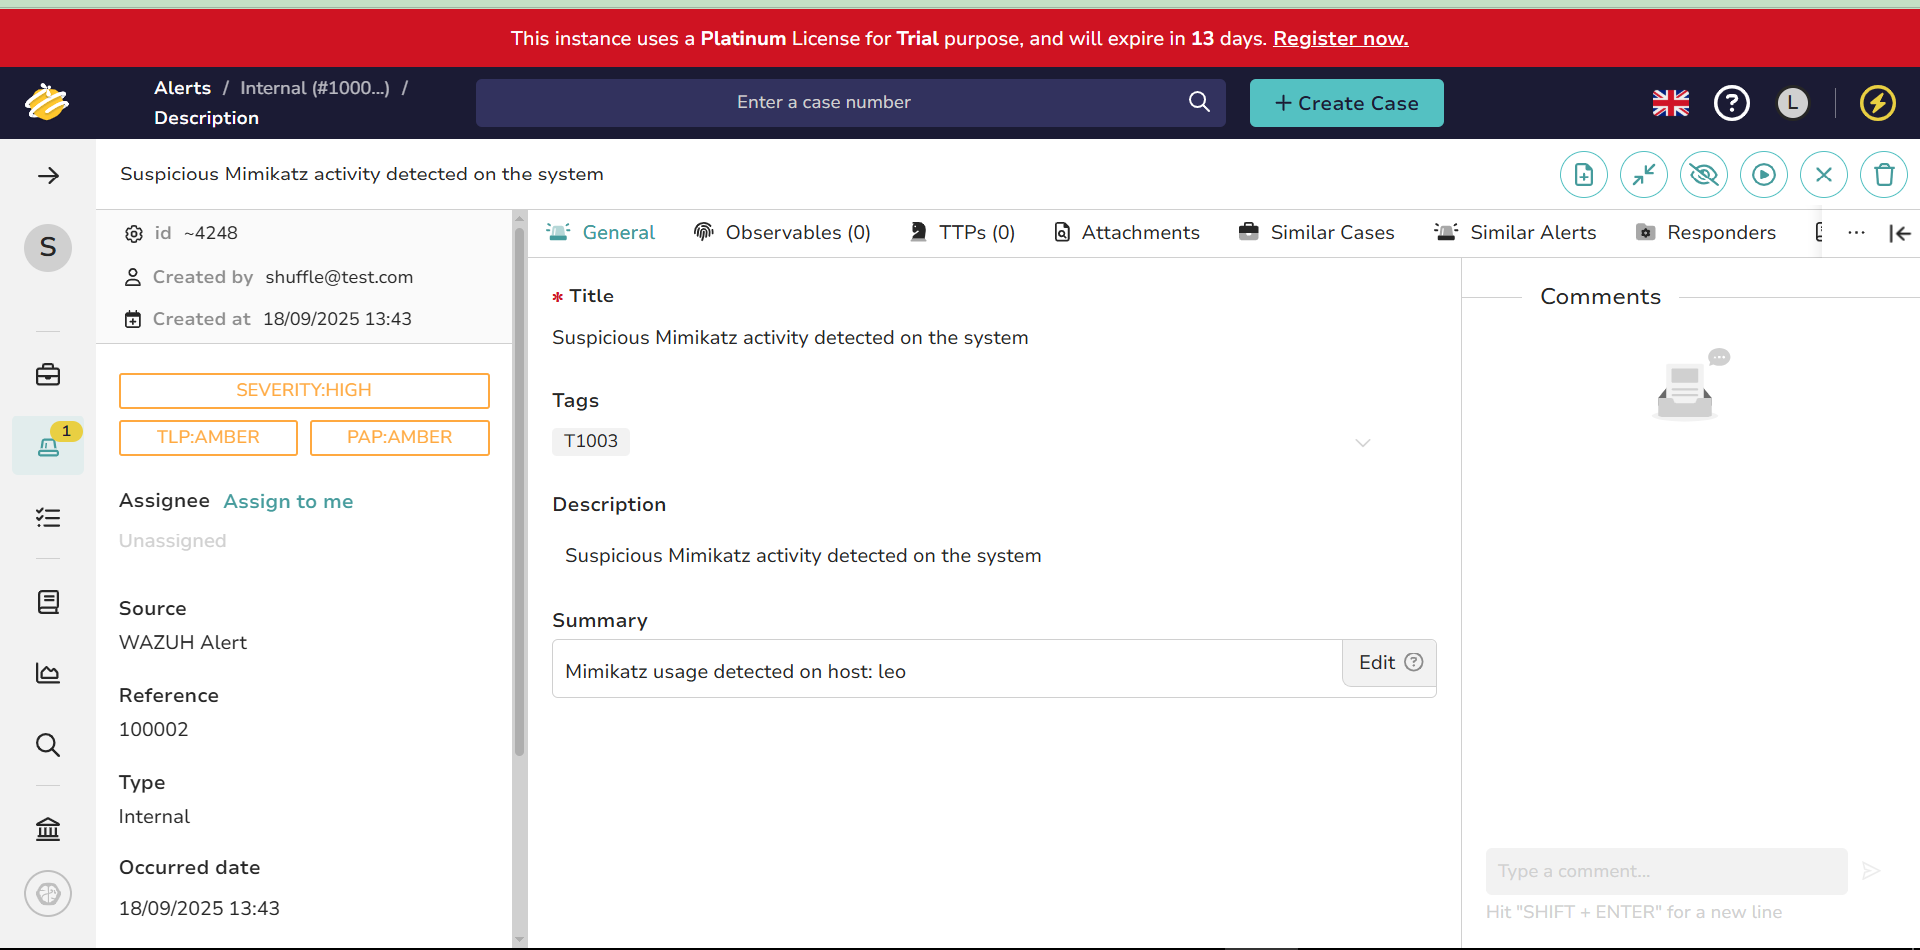 This instance uses a Platinum License for Trial purpose, and will expire in 13 days. Register now.
Alerts / Internal (#1000...) /
Description
Enter a case number
+ Create Case
L
Suspicious Mimikatz activity detected on the system
S
1
id ~4248
Created by shuffle@test.com
Created at 18/09/2025 13:43
SEVERITY:HIGH
TLP:AMBER PAP:AMBER
Assignee Assign to me
Unassigned
Source
WAZUH Alert
Reference
100002
Type
Internal
Occurred date
18/09/2025 13:43
General Observables (0) TTPs (0) Attachments Similar Cases Similar Alerts Responders ...
* Title
Suspicious Mimikatz activity detected on the system
Tags
T1003
Description
Suspicious Mimikatz activity detected on the system
Summary
Mimikatz usage detected on host: leo
Edit ?
Comments
Type a comment...
Hit "SHIFT + ENTER" for a new line